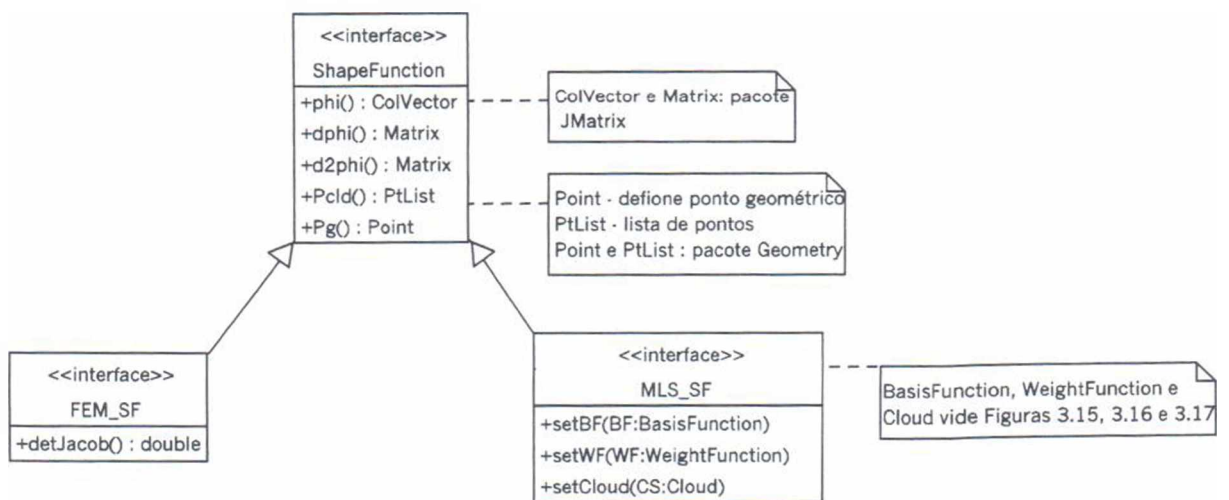 <<interface>>
ShapeFunction
+phi() : ColVector
+dphi() : Matrix
+d2phi() : Matrix
+Pcld() : PtList
+Pg() : Point
ColVector e Matrix: pacote
JMatrix
Point - defione ponto geométrico
PtList - lista de pontos
Point e PtList : pacote Geometry
<<interface>>
FEM_SF
+detJacob() : double
<<interface>>
MLS_SF
+setBF(BF:BasisFunction)
+setWF(WF:WeightFunction)
+setCloud(CS:Cloud)
BasisFunction, WeightFunction e
Cloud vide Figuras 3.15, 3.16 e 3.17